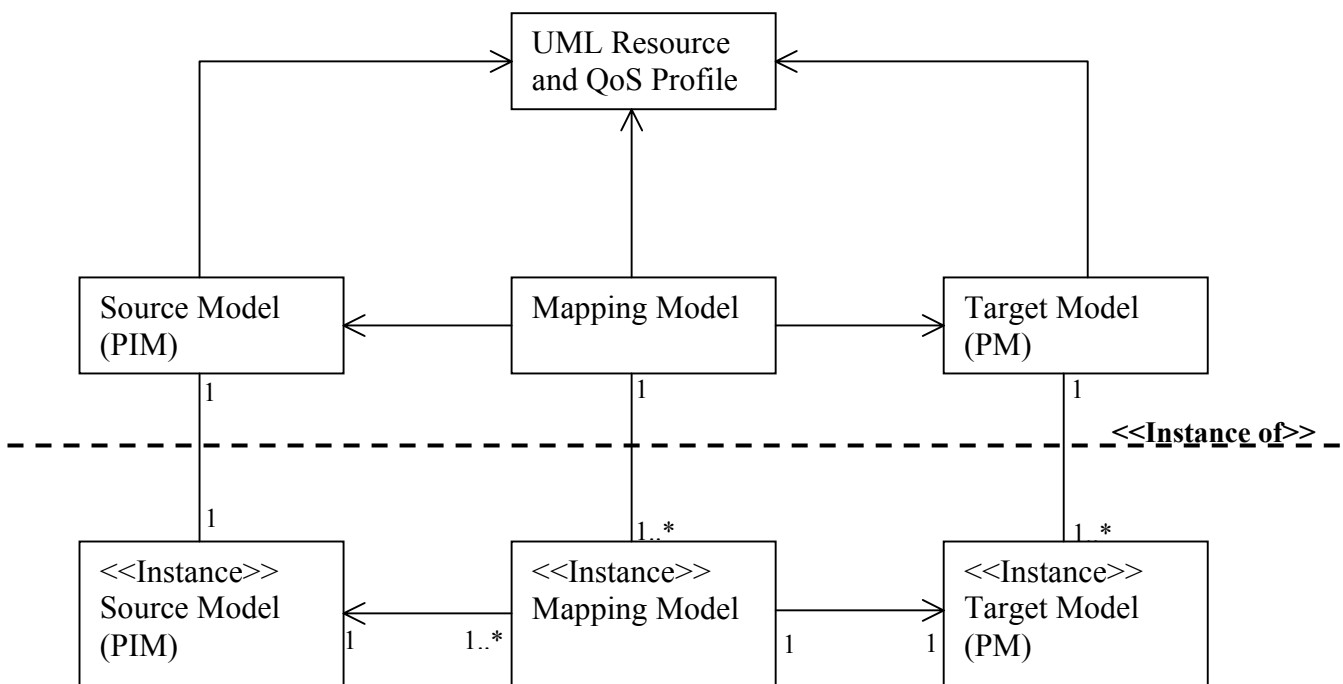 UML Resource
and QoS Profile
Source Model
(PIM)
Mapping Model
Target Model
(PM)
1
1
1
<<Instance of>>
1
1..*
1..*
<<Instance>>
Source Model
(PIM)
<<Instance>>
Mapping Model
<<Instance>>
Target Model
(PM)
1
1..*
1
1